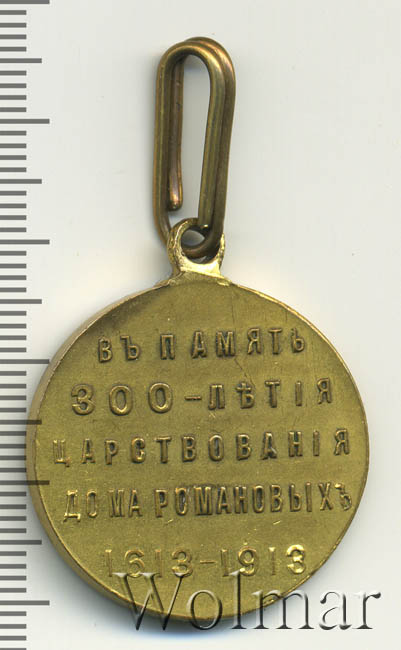 ВЪ ПАМЯТЬ
300-ЛѢТІЯ
ЦАРСТВОВАНІЯ
ДОМА РОМАНОВЫХЪ
1613-1913
Wolmar